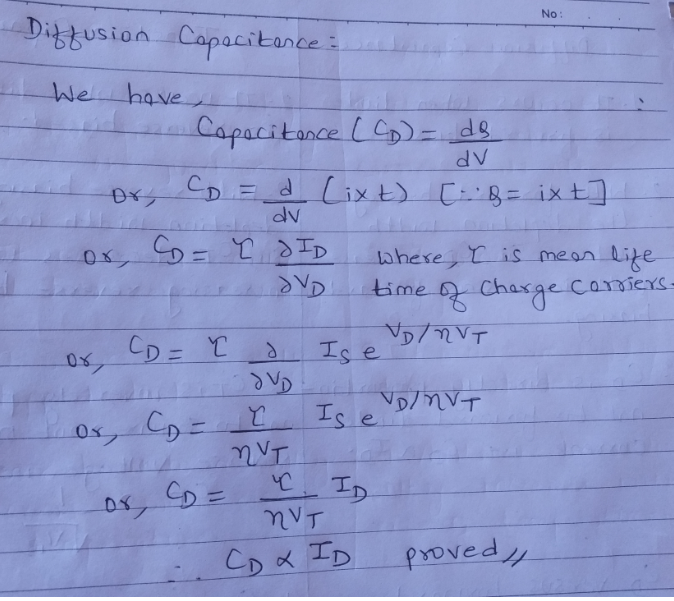 No:
Diffusion Capacitance:
We have,
Capacitance (C_D) = dQ/dV
Or, C_D = d/dV (i×t) [∵ Q = i×t]
Or, C_D = τ ∂I_D/∂V_D where, τ is mean life
time of charge carriers.
Or, C_D = τ ∂/∂V_D I_S e^(V_D/ηV_T)
Or, C_D = τ/ηV_T I_S e^(V_D/ηV_T)
Or, C_D = τ/ηV_T I_D
∴ C_D ∝ I_D proved //